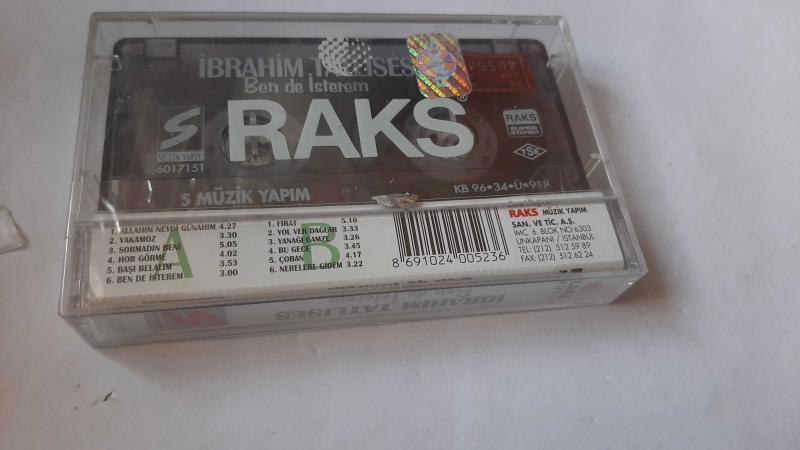 İBRAHİM TATLISES
Ben de İsterem
RAKS
S
MÜZİK YAPIM
6017151
RAKS
SUPER
STEREO
TSE
S MÜZİK YAPIM
KB 96•34•Ü•918
A
1. ALLAHIM NEYDİ GÜNAHIM 4.27
2. YAKAMOZ 3.30
3. SORMADIN BENİ 5.05
4. HOR GÖRME 4.02
5. BAŞI BELALIM 3.53
6. BEN DE İSTEREM 3.00
B
1. FIRAT 5.10
2. YOL VER DAĞLAR 3.33
3. YANAĞI GAMZE 3.26
4. BU GECE 3.45
5. ÇOBAN 4.17
6. NERELERE GİDEM 3.22
8 691024 005236
RAKS MÜZİK YAPIM
SAN. VE TİC. A.Ş.
İMÇ. 6. BLOK NO:6303
UNKAPANI / İSTANBUL
TEL: (212) 512 59 89
FAX: (212) 512 62 24
İBRAHİM TATLISES
Ben de İsterem